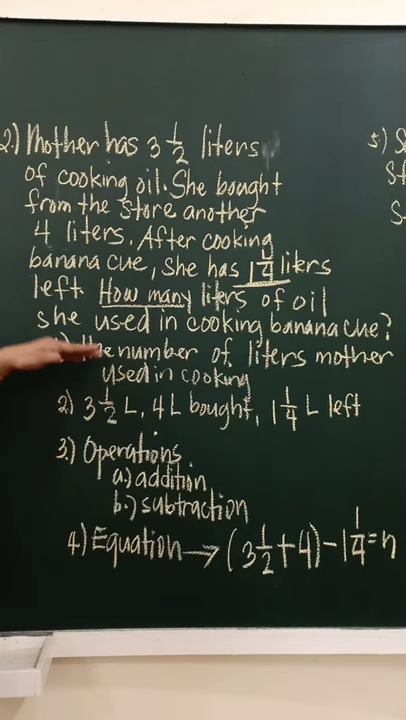 2.) Mother has 3 1/2 liters
of cooking oil. She bought
from the store another
4 liters. After cooking
banana cue, she has 1 1/4 liters
left. How many liters of oil
she used in cooking banana cue?
the number of liters mother
used in cooking
2.) 3 1/2 L, 4L bought, 1 1/4 L left
3.) Operations
a.) addition
b.) subtraction
4.) Equation → (3 1/2 + 4) - 1 1/4 = n
5.) S
St
S